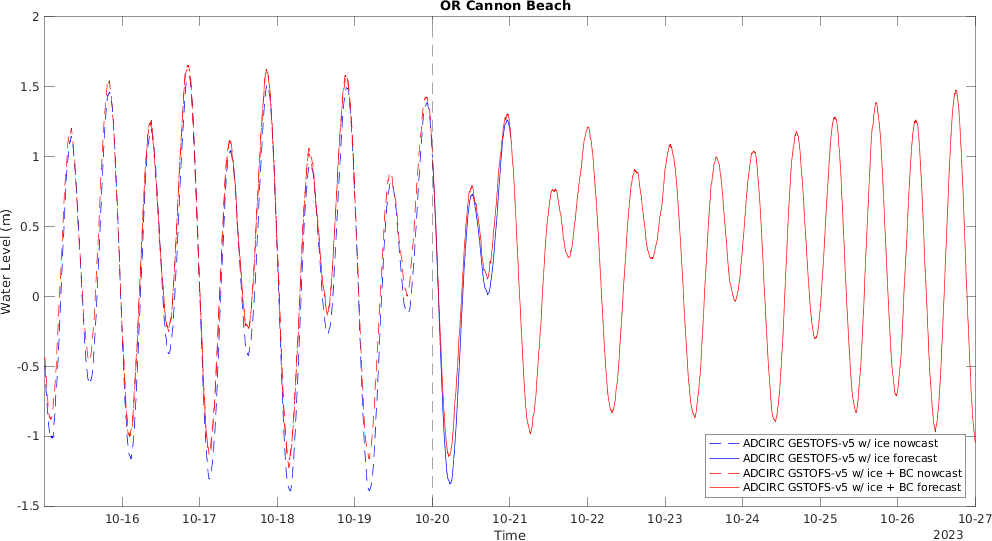 OR Cannon Beach
2
1.5
1
0.5
0
-0.5
-1
-1.5
Water Level (m)
ADCIRC GESTOFS-v5 w/ ice nowcast
ADCIRC GESTOFS-v5 w/ ice forecast
ADCIRC GSTOFS-v5 w/ ice + BC nowcast
ADCIRC GSTOFS-v5 w/ ice + BC forecast
10-16 10-17 10-18 10-19 10-20 10-21 10-22 10-23 10-24 10-25 10-26 10-27
Time
2023